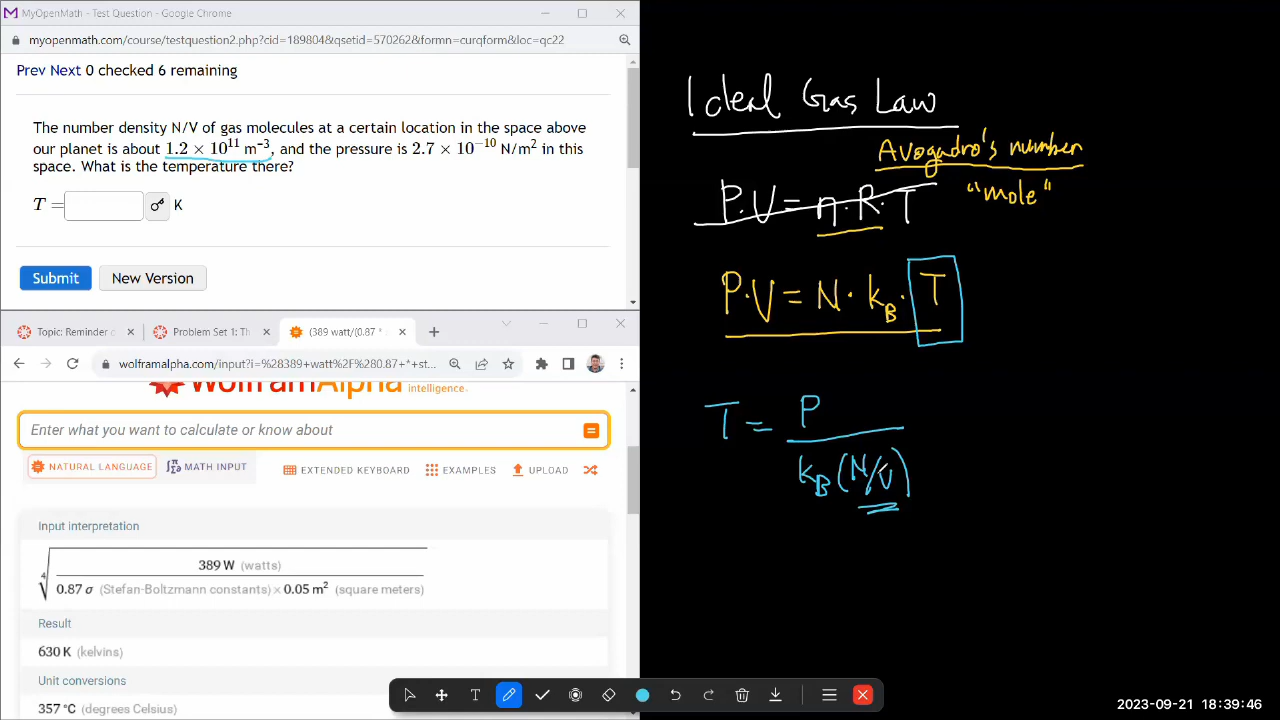 MyOpenMath - Test Question - Google Chrome
myopenmath.com/course/testquestion2.php?cid=189804&qsetid=570262&formn=curqform&loc=qc22
Prev Next 0 checked 6 remaining
The number density N/V of gas molecules at a certain location in the space above
our planet is about 1.2 × 10¹¹ m⁻³, and the pressure is 2.7 × 10⁻¹⁰ N/m² in this
space. What is the temperature there?
T = K
Submit New Version
Topic: Reminder c Problem Set 1: Th (389 watt/(0.87 *
wolframalpha.com/input?i=%28389+watt%2F%280.87+*+st...
WolframAlpha computational intelligence.
Enter what you want to calculate or know about
NATURAL LANGUAGE MATH INPUT EXTENDED KEYBOARD EXAMPLES UPLOAD
Input interpretation
4
389 W (watts)
0.87 σ (Stefan-Boltzmann constants) × 0.05 m² (square meters)
Result
630 K (kelvins)
Unit conversions
357 °C (degrees Celsius)
Ideal Gas Law
Avogadro's number
"mole"
P·V = n·R·T
P·V = N·k_B·T
T = P
k_B (N/V)
T
2023-09-21 18:39:46